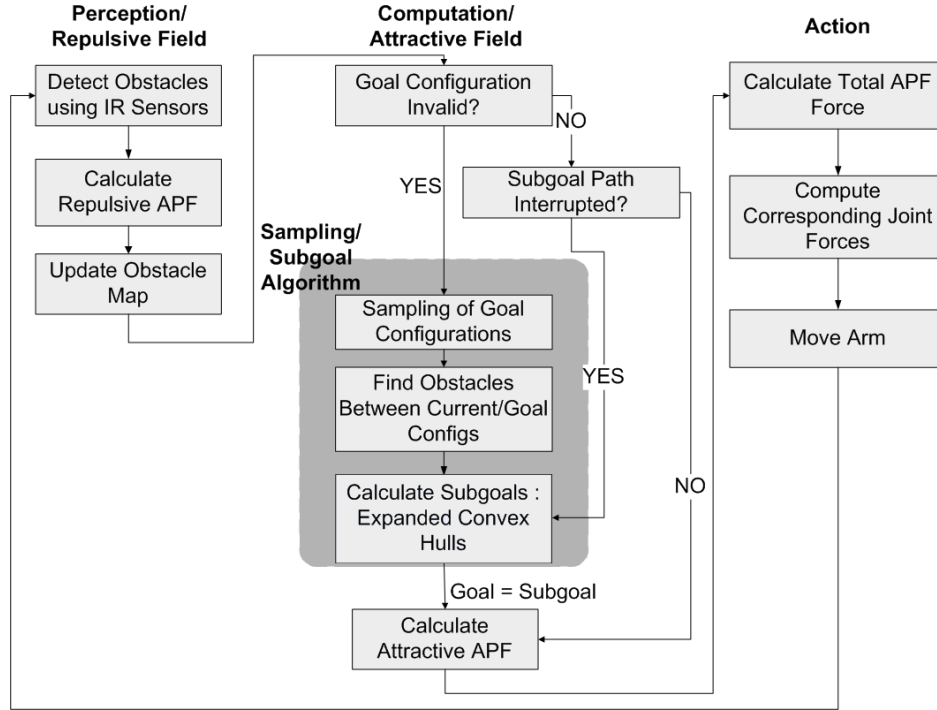 Perception/
Repulsive Field
Detect Obstacles
using IR Sensors
Calculate
Repulsive APF
Update Obstacle
Map
Computation/
Attractive Field
Goal Configuration
Invalid?
NO
YES
Subgoal Path
Interrupted?
Sampling/
Subgoal
Algorithm
Sampling of Goal
Configurations
Find Obstacles
Between Current/Goal
Configs
YES
Calculate Subgoals :
Expanded Convex
Hulls
NO
Goal = Subgoal
Calculate
Attractive APF
Action
Calculate Total APF
Force
Compute
Corresponding Joint
Forces
Move Arm